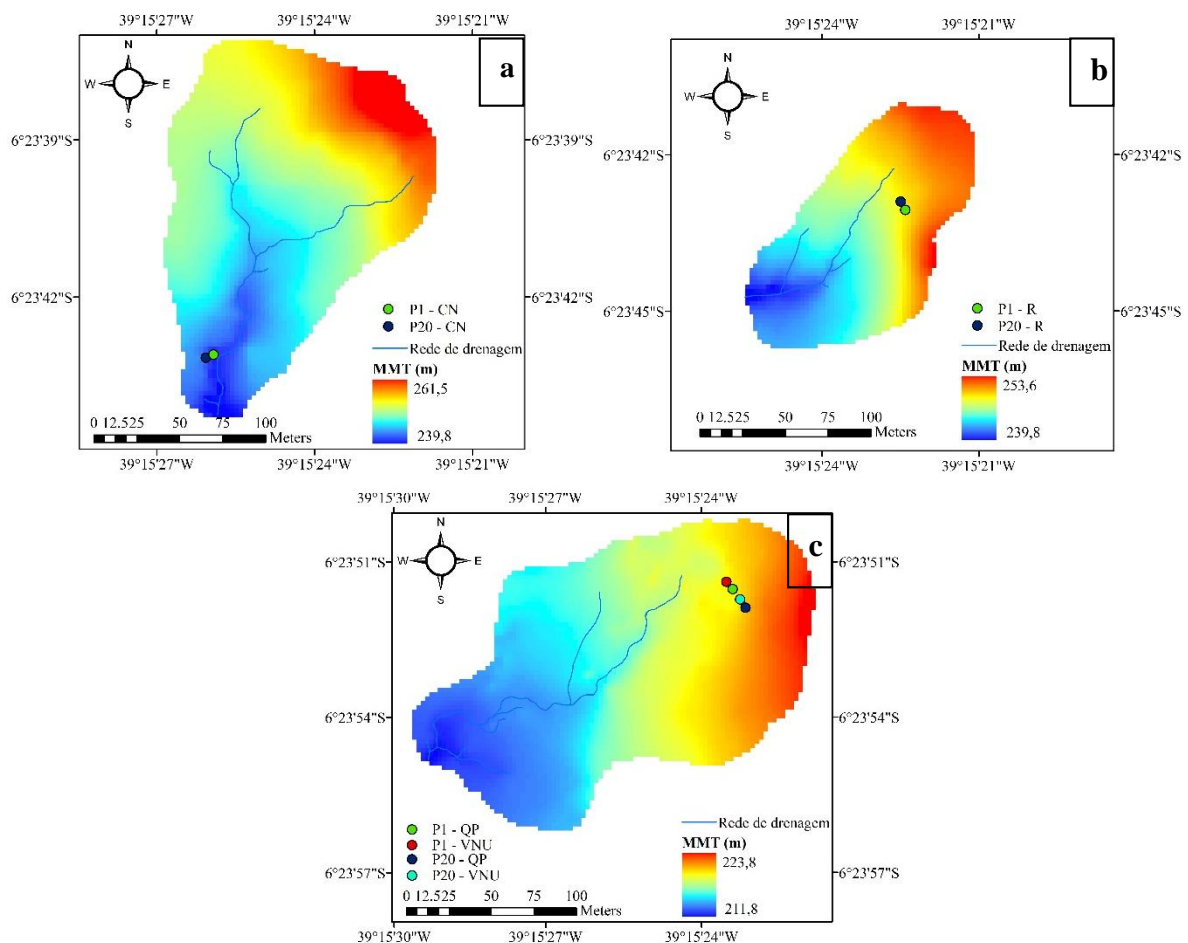 39°15'27"W 39°15'24"W 39°15'21"W
a
N
W E
S
6°23'39"S 6°23'39"S
6°23'42"S 6°23'42"S
P1 - CN
P20 - CN
Rede de drenagem
MMT (m)
261,5
239,8
0 12.525 50 75 100
Meters
39°15'27"W 39°15'24"W 39°15'21"W
39°15'24"W 39°15'21"W
b
N
W E
S
6°23'42"S 6°23'42"S
6°23'45"S 6°23'45"S
P1 - R
P20 - R
Rede de drenagem
MMT (m)
253,6
239,8
0 12.525 50 75 100
Meters
39°15'24"W 39°15'21"W
39°15'30"W 39°15'27"W 39°15'24"W
c
N
W E
S
6°23'51"S 6°23'51"S
6°23'54"S 6°23'54"S
6°23'57"S 6°23'57"S
P1 - QP
P1 - VNU
P20 - QP
P20 - VNU
Rede de drenagem
MMT (m)
223,8
211,8
0 12.525 50 75 100
Meters
39°15'30"W 39°15'27"W 39°15'24"W